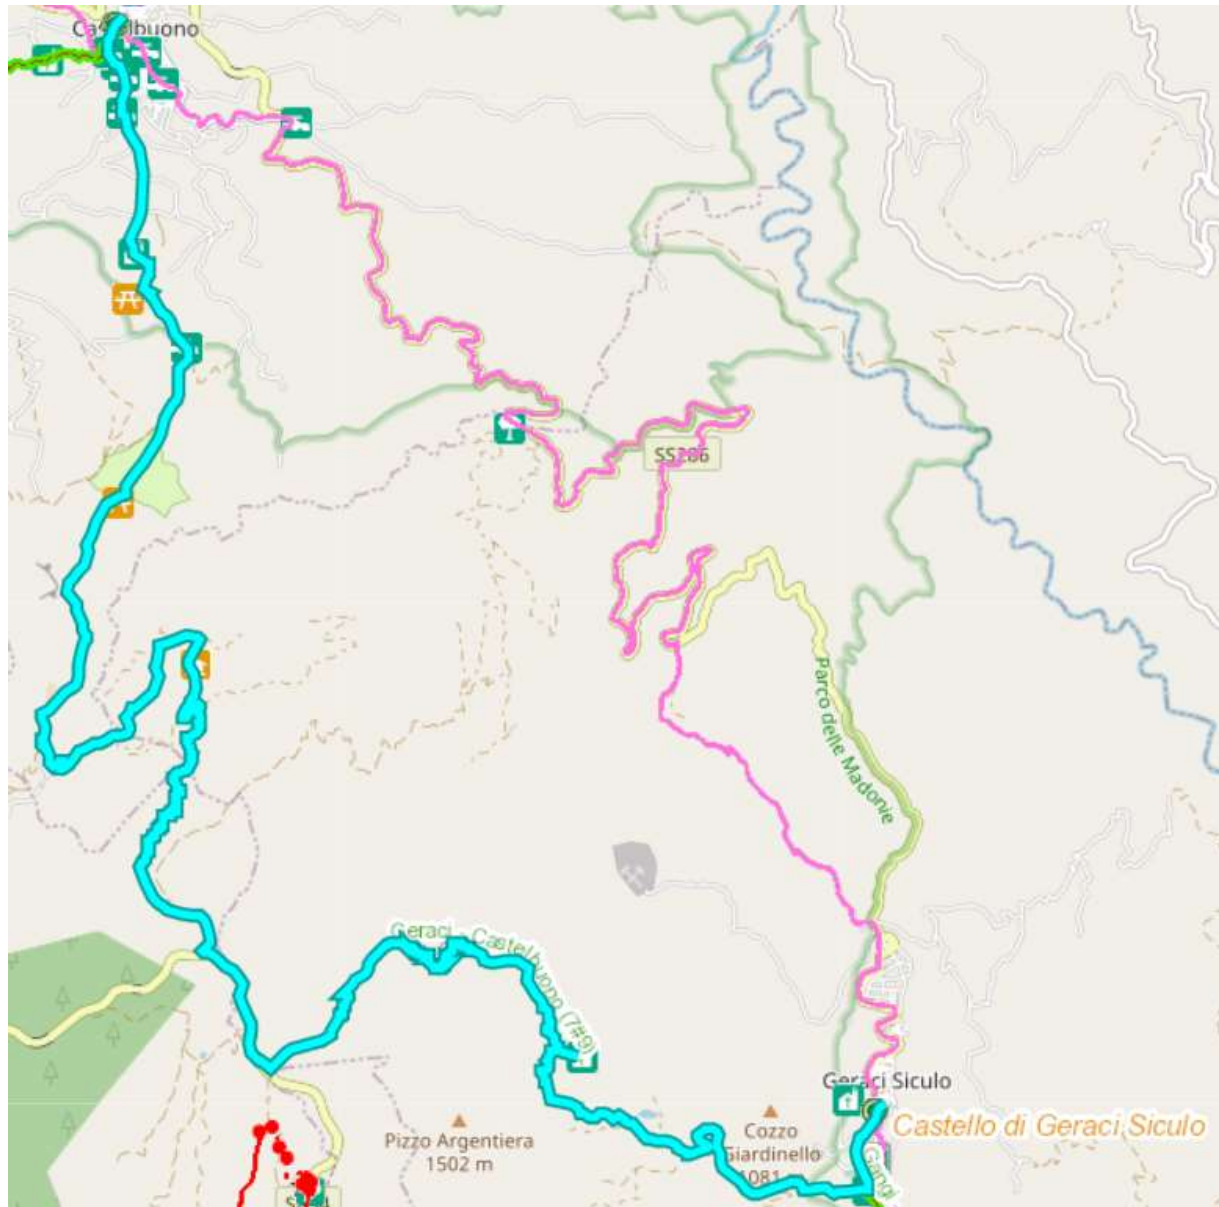 Castelbuono
SS286
Parco delle Madonie
Geraci - Castelbuono (7#9)
Geraci Siculo
Castello di Geraci Siculo
Pizzo Argentiera
1502 m
Cozzo
Giardinello
1081
Gangi